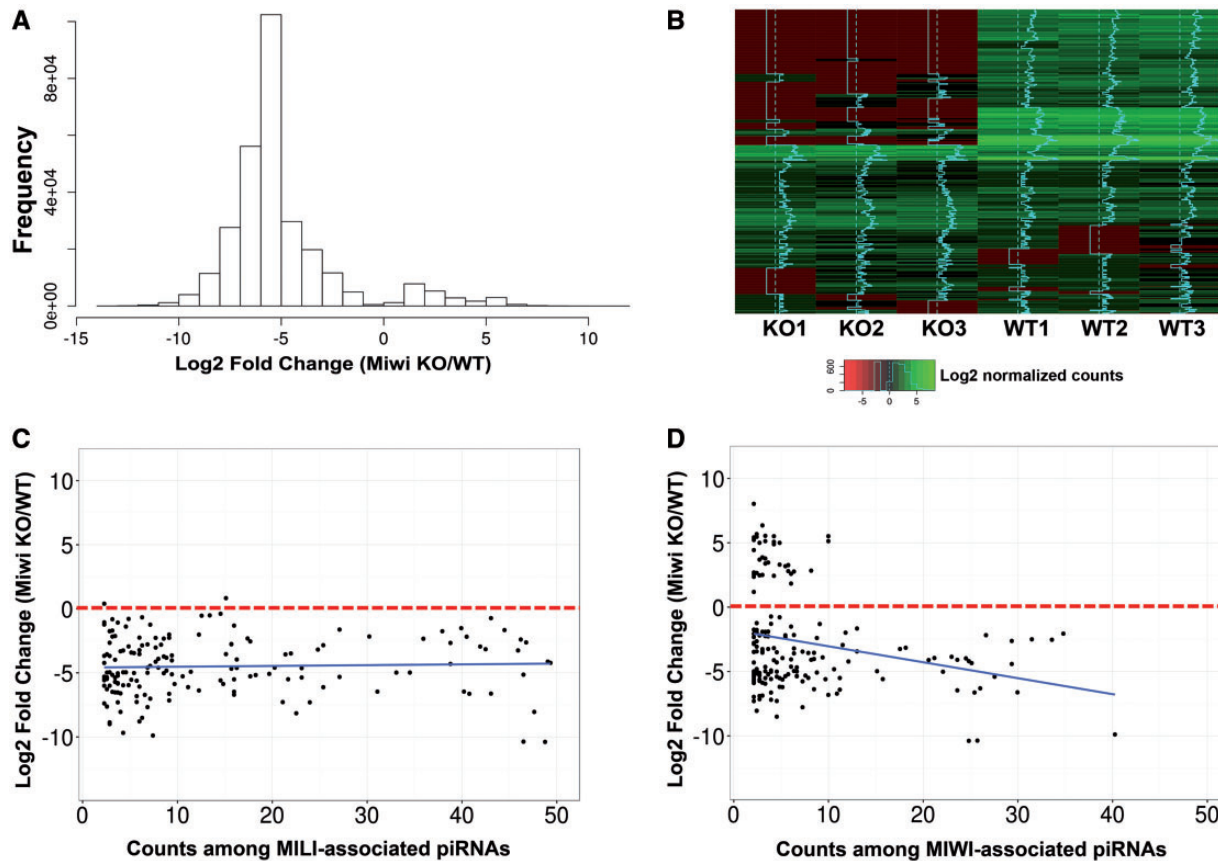 A
Frequency
0e+00 4e+04 8e+04
-15 -10 -5 0 5 10
Log2 Fold Change (Miwi KO/WT)
B
KO1 KO2 KO3 WT1 WT2 WT3
0 600
-5 0 5
Log2 normalized counts
C
Log2 Fold Change (Miwi KO/WT)
10
5
0
-5
-10
0 10 20 30 40 50
Counts among MILI-associated piRNAs
D
Log2 Fold Change (Miwi KO/WT)
10
5
0
-5
-10
0 10 20 30 40 50
Counts among MIWI-associated piRNAs